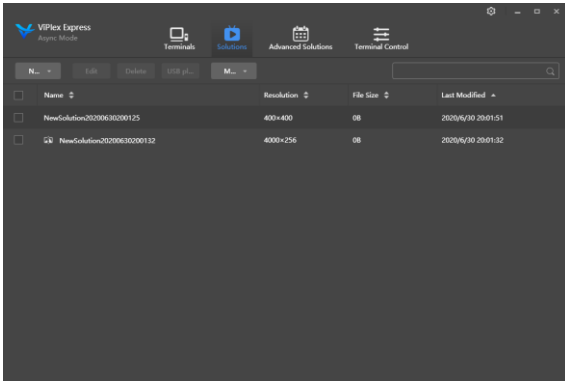 ViPlex Express
Async Mode
Terminals
Solutions
Advanced Solutions
Terminal Control
N...
Edit
Delete
USB pl...
M...
Name
Resolution
File Size
Last Modified
NewSolution20200630200125 400×400 0B 2020/6/30 20:01:51
NewSolution20200630200132 4000×256 0B 2020/6/30 20:01:32